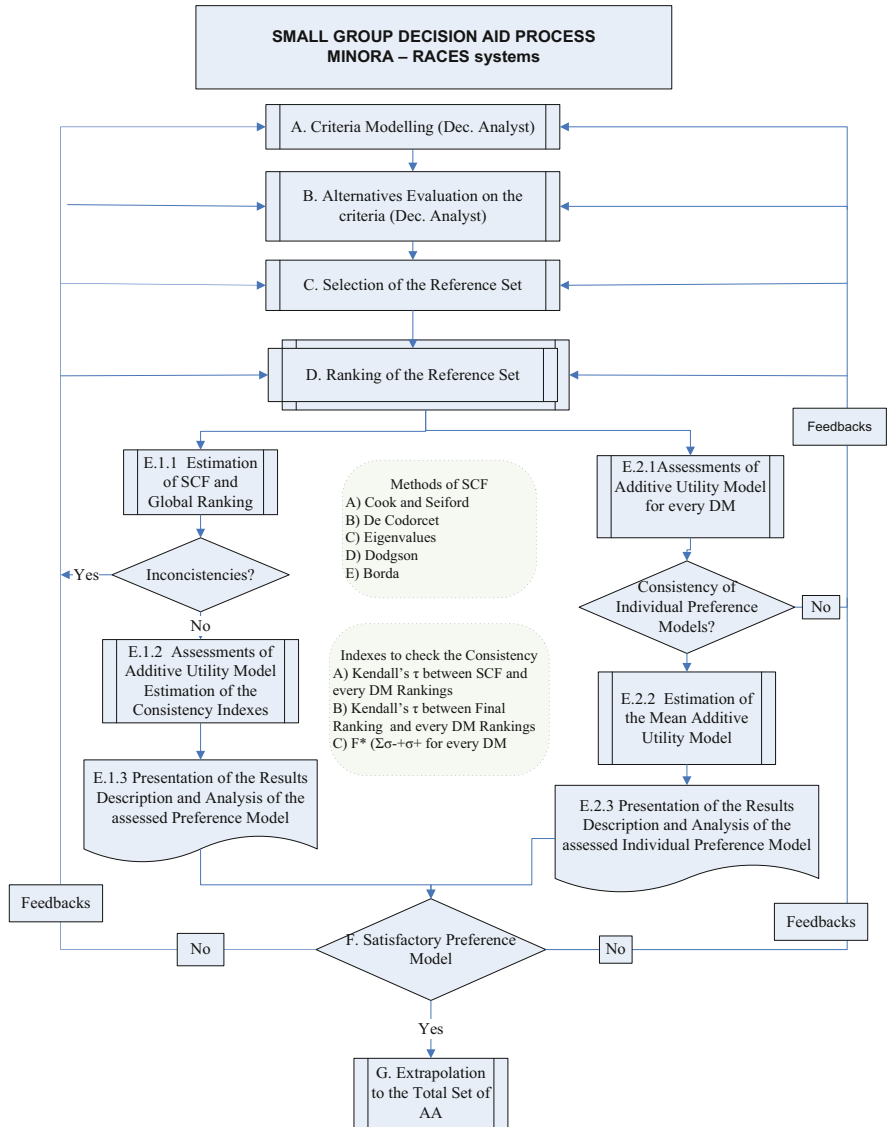 SMALL GROUP DECISION AID PROCESS
MINORA – RACES systems
A. Criteria Modelling (Dec. Analyst)
B. Alternatives Evaluation on the
criteria (Dec. Analyst)
C. Selection of the Reference Set
D. Ranking of the Reference Set
Feedbacks
E.1.1 Estimation
of SCF and
Global Ranking
Methods of SCF
A) Cook and Seiford
B) De Codorcet
C) Eigenvalues
D) Dodgson
E) Borda
E.2.1Assessments of
Additive Utility Model
for every DM
Yes
Inconcistencies?
No
Consistency of
Individual Preference
Models?
No
E.1.2 Assessments of
Additive Utility Model
Estimation of the
Consistency Indexes
Indexes to check the Consistency
A) Kendall's τ between SCF and
every DM Rankings
B) Kendall's τ between Final
Ranking and every DM Rankings
C) F* (Σσ-+σ+ for every DM
E.2.2 Estimation
of the Mean Additive
Utility Model
E.1.3 Presentation of the Results
Description and Analysis of the
assessed Preference Model
E.2.3 Presentation of the Results
Description and Analysis of the
assessed Individual Preference Model
Feedbacks
Feedbacks
No
F. Satisfactory Preference
Model
No
Yes
G. Extrapolation
to the Total Set of
AA